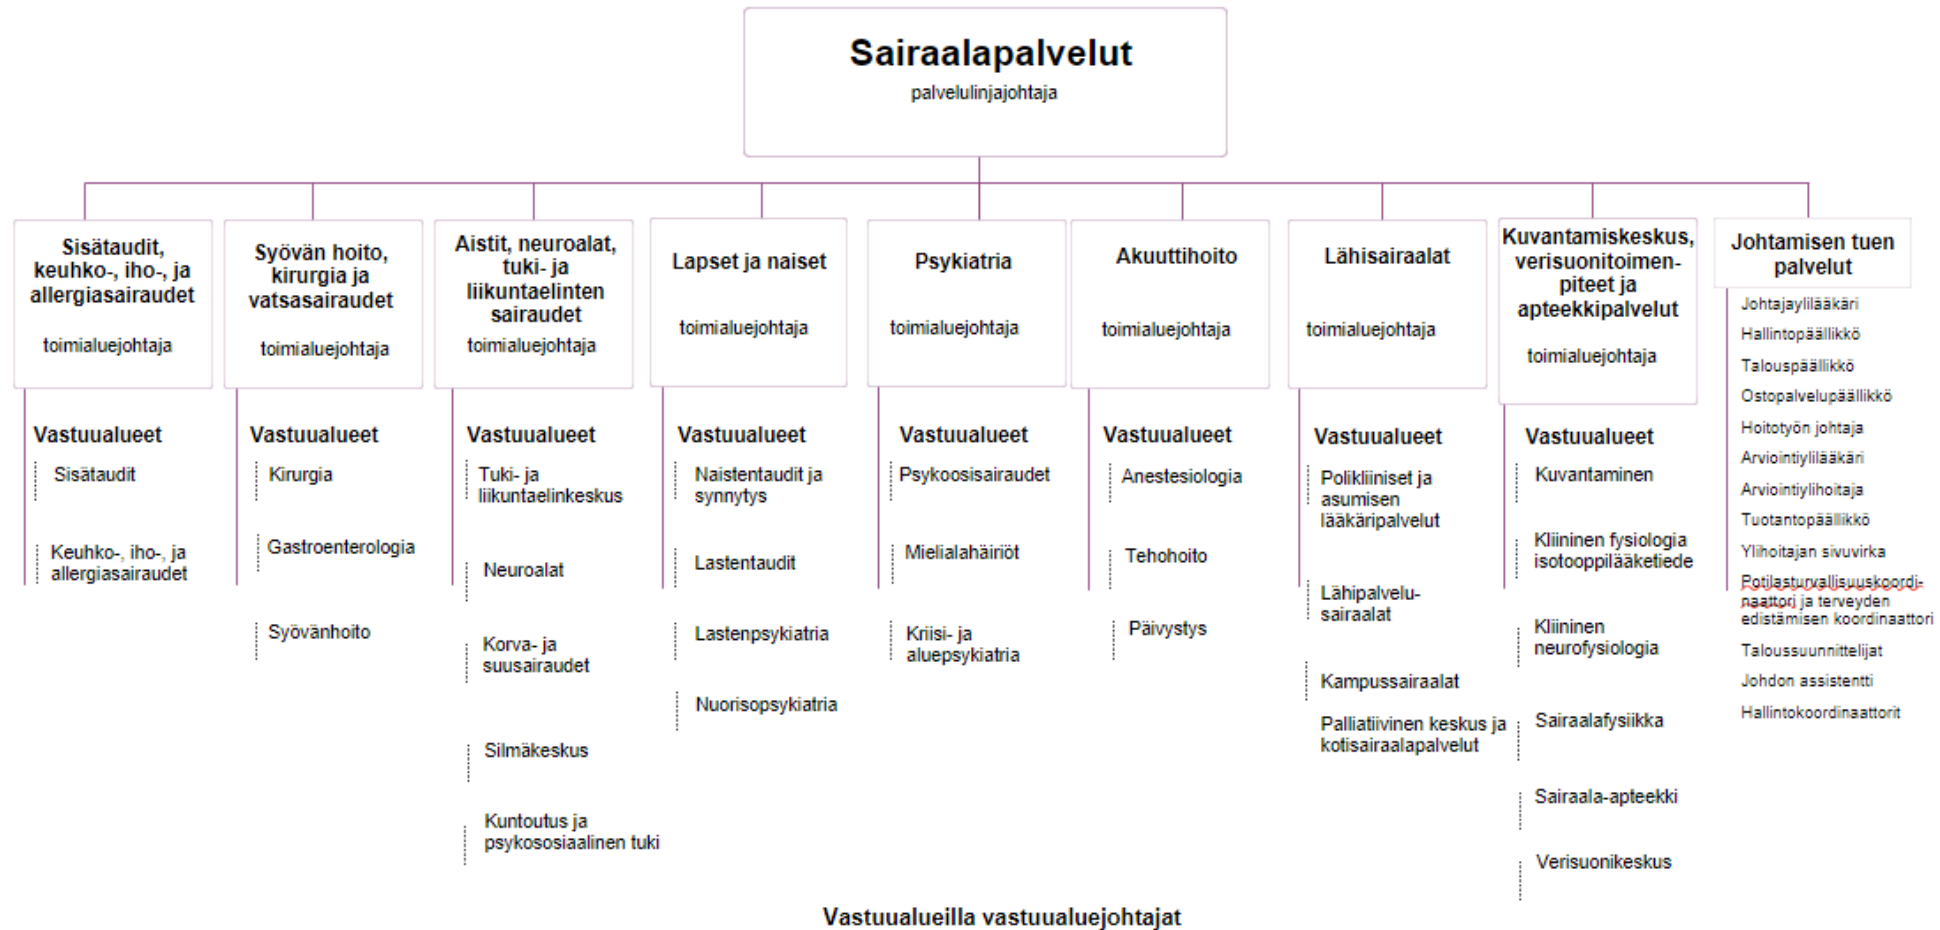 Sairaalapalvelut
palvelulinjajohtaja
Sisätaudit,
keuhko-, iho-, ja
allergiasairaudet
toimialuejohtaja
Vastuualueet
Sisätaudit
Keuhko-, iho-, ja
allergiasairaudet
Syövän hoito,
kirurgia ja
vatsasairaudet
toimialuejohtaja
Vastuualueet
Kirurgia
Gastroenterologia
Syövänhoito
Aistit, neuroalat,
tuki- ja
liikuntaelinten
sairaudet
toimialuejohtaja
Vastuualueet
Tuki- ja
liikuntaelinkeskus
Neuroalat
Korva- ja
suusairaudet
Silmäkeskus
Kuntoutus ja
psykososiaalinen tuki
Lapset ja naiset
toimialuejohtaja
Vastuualueet
Naistentaudit ja
synnytys
Lastentaudit
Lastenpsykiatria
Nuorisopsykiatria
Psykiatria
toimialuejohtaja
Vastuualueet
Psykoosisairaudet
Mielialahäiriöt
Kriisi- ja
aluepsykiatria
Akuuttihoito
toimialuejohtaja
Vastuualueet
Anestesiologia
Tehohoito
Päivystys
Lähisairaalat
toimialuejohtaja
Vastuualueet
Polikliiniset ja
asumisen
lääkäripalvelut
Lähipalvelu-
sairaalat
Kampussairaalat
Palliatiivinen keskus ja
kotisairaalapalvelut
Kuvantamiskeskus,
verisuonitoimen-
piteet ja
apteekkipalvelut
toimialuejohtaja
Vastuualueet
Kuvantaminen
Kliininen fysiologia
isotooppilääketiede
Kliininen
neurofysiologia
Sairaalafysiikka
Sairaala-apteekki
Verisuonikeskus
Johtamisen tuen
palvelut
Johtajaylilääkäri
Hallintopäällikkö
Talouspäällikkö
Ostopalvelupäällikkö
Hoitotyön johtaja
Arviointiylilääkäri
Arviointiylihoitaja
Tuotantopäällikkö
Ylihoitajan sivuvirka
Potilasturvallisuuskoordi-
naattori ja terveyden
edistämisen koordinaattori
Taloussuunnittelijat
Johdon assistentti
Hallintokoordinaattorit
Vastuualueilla vastuualuejohtajat